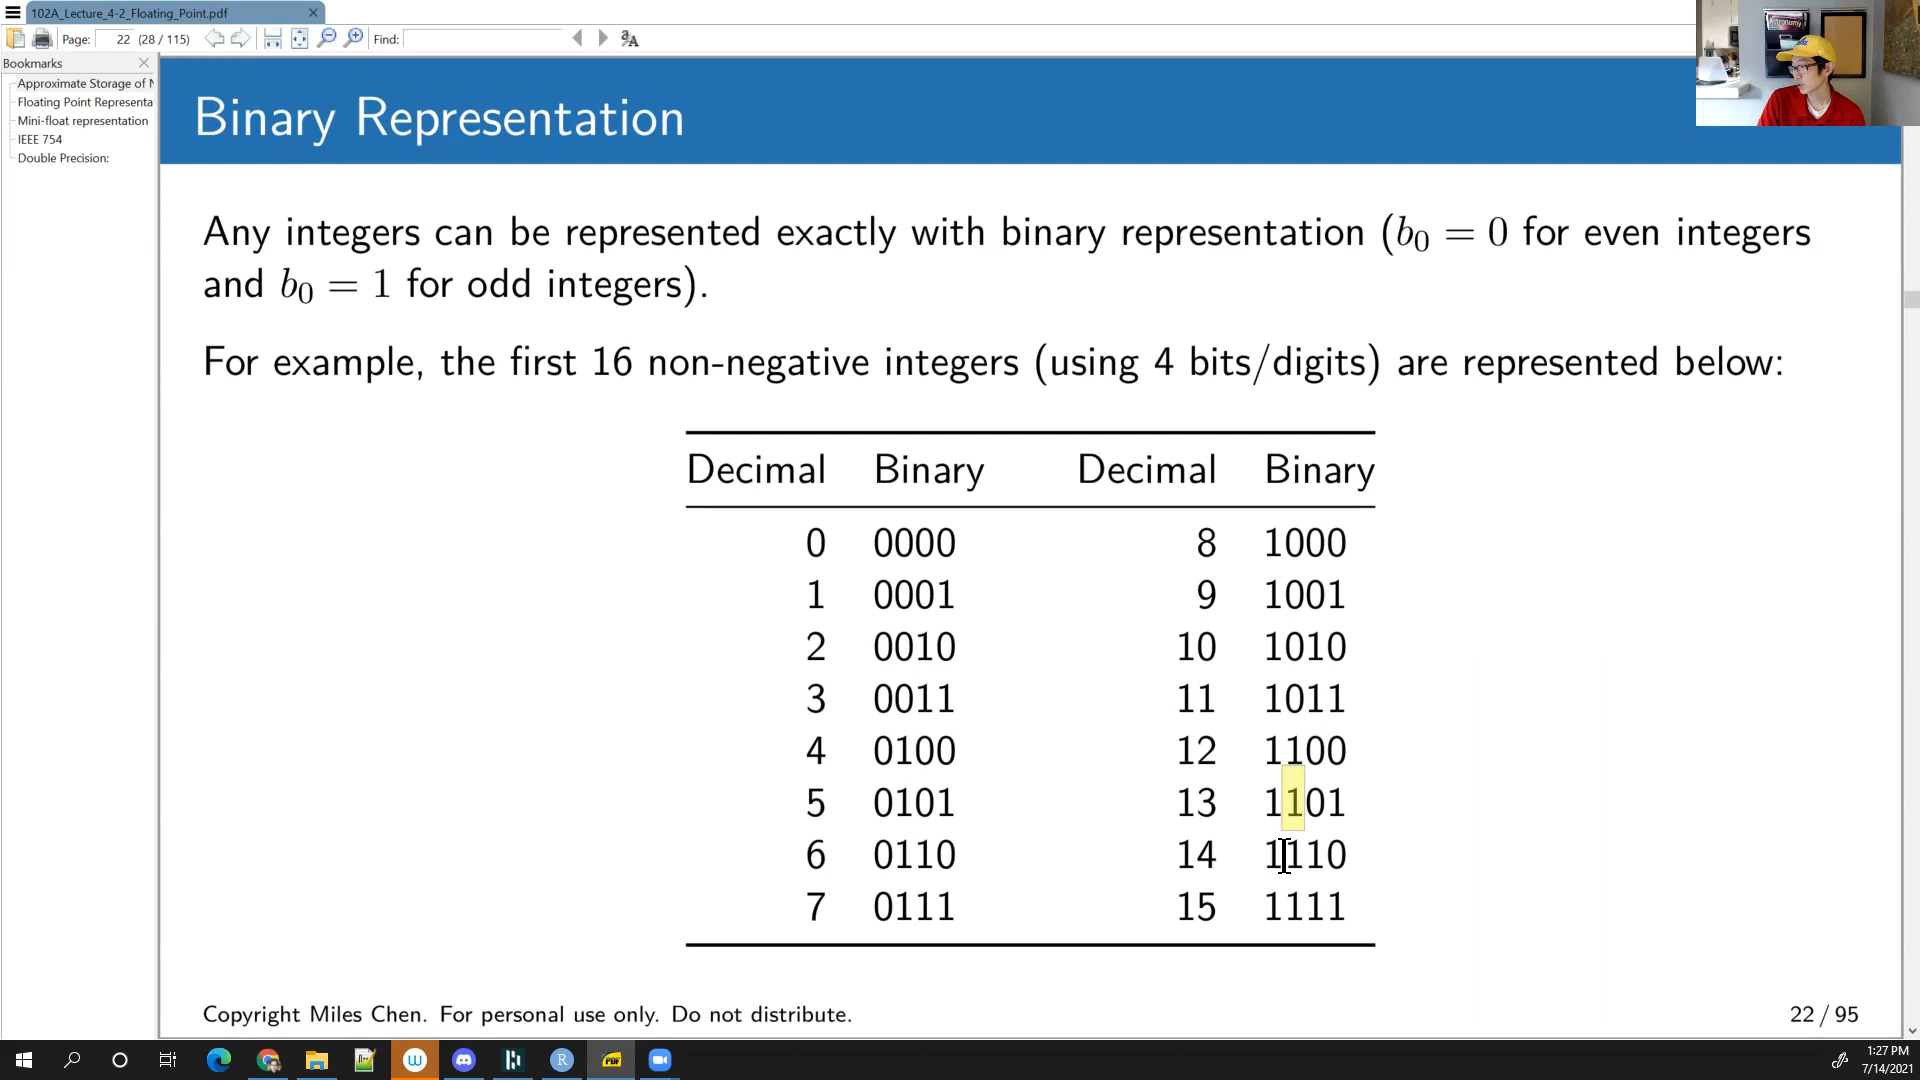 102A_Lecture_4-2_Floating_Point.pdf
Page: 22 (28 / 115) Find:
Bookmarks
Approximate Storage of N
Floating Point Representa
Mini-float representation
IEEE 754
Double Precision:
Binary Representation
Any integers can be represented exactly with binary representation (b₀ = 0 for even integers
and b₀ = 1 for odd integers).
For example, the first 16 non-negative integers (using 4 bits/digits) are represented below:
Decimal Binary Decimal Binary
0 0000 8 1000
1 0001 9 1001
2 0010 10 1010
3 0011 11 1011
4 0100 12 1100
5 0101 13 1101
6 0110 14 1110
7 0111 15 1111
Copyright Miles Chen. For personal use only. Do not distribute. 22 / 95
1:27 PM
7/14/2021